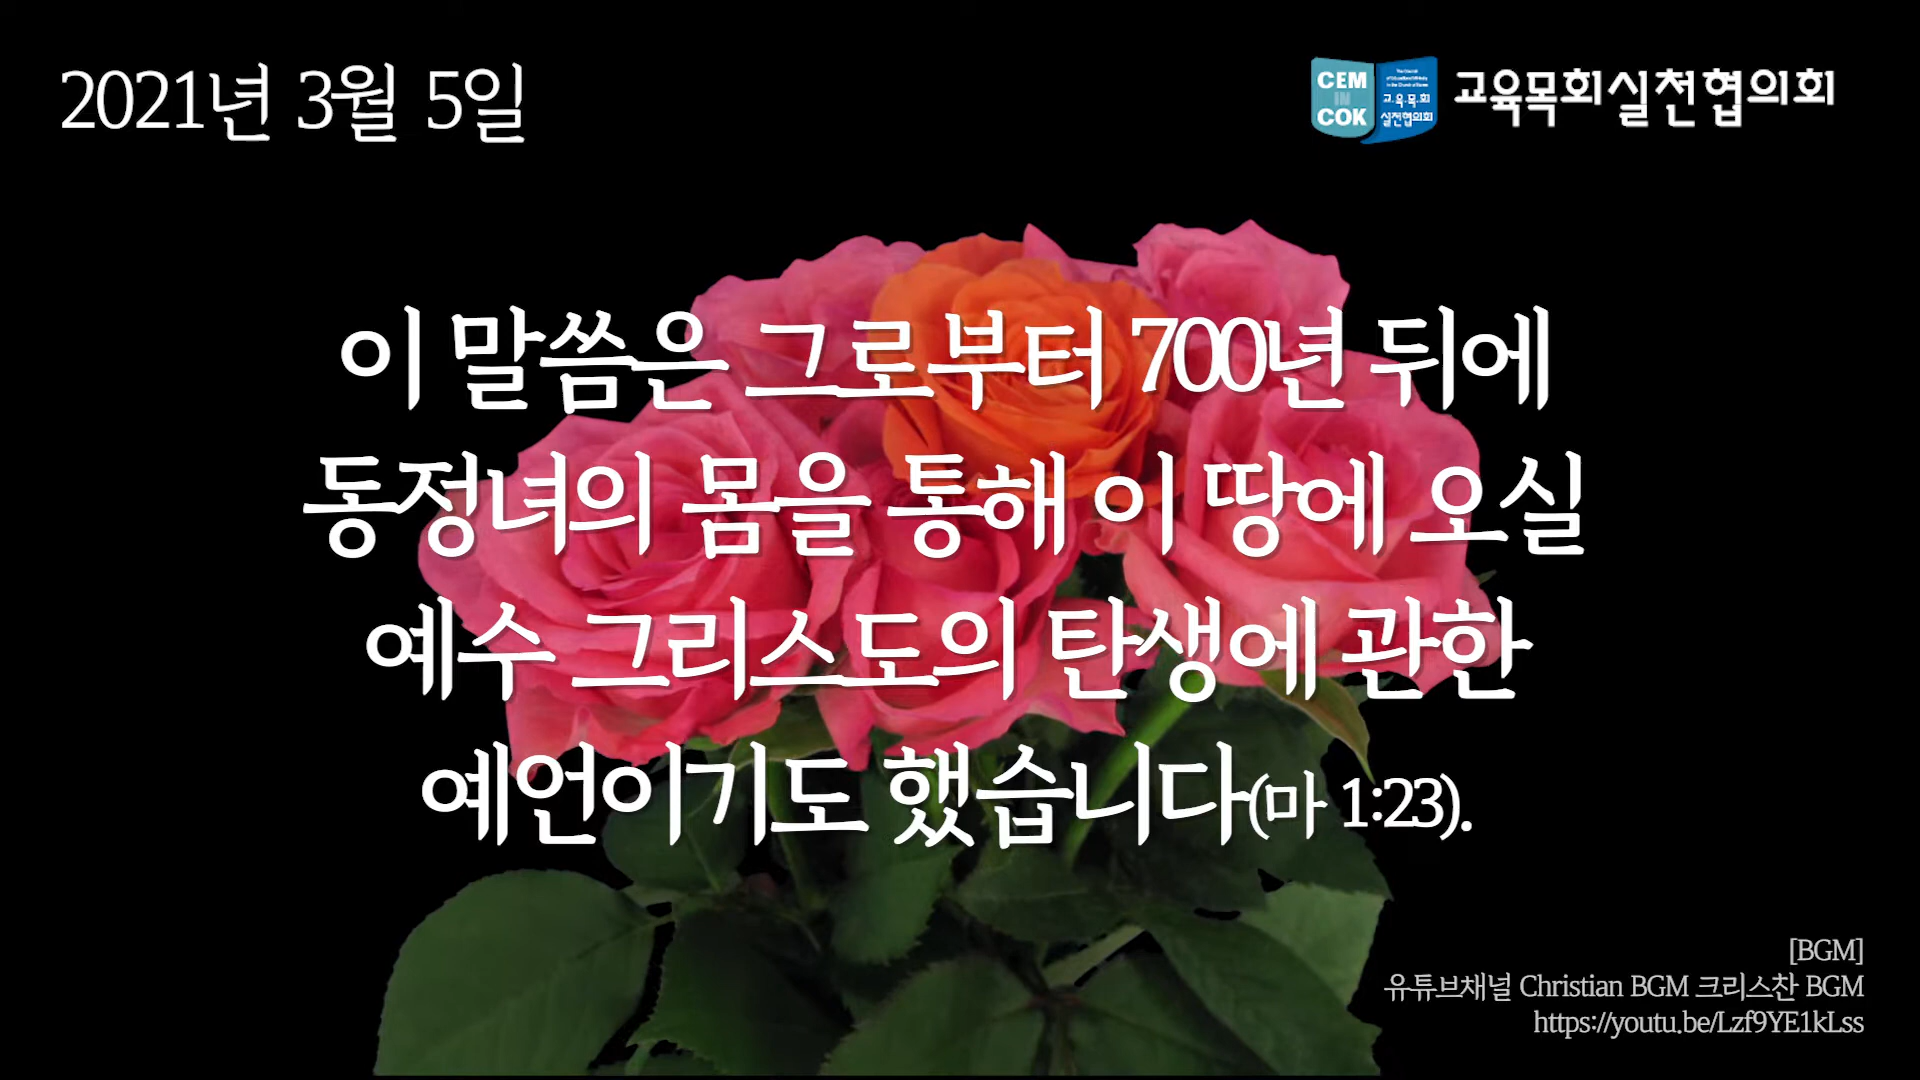 2021년 3월 5일
CEM
IN
COK
교·육·목·회
실천협의회
교육목회실천협의회
이 말씀은 그로부터 700년 뒤에
동정녀의 몸을 통해 이 땅에 오실
예수 그리스도의 탄생에 관한
예언이기도 했습니다(마 1:23).
[BGM]
유튜브채널 Christian BGM 크리스찬 BGM
https://youtu.be/Lzf9YE1kLss